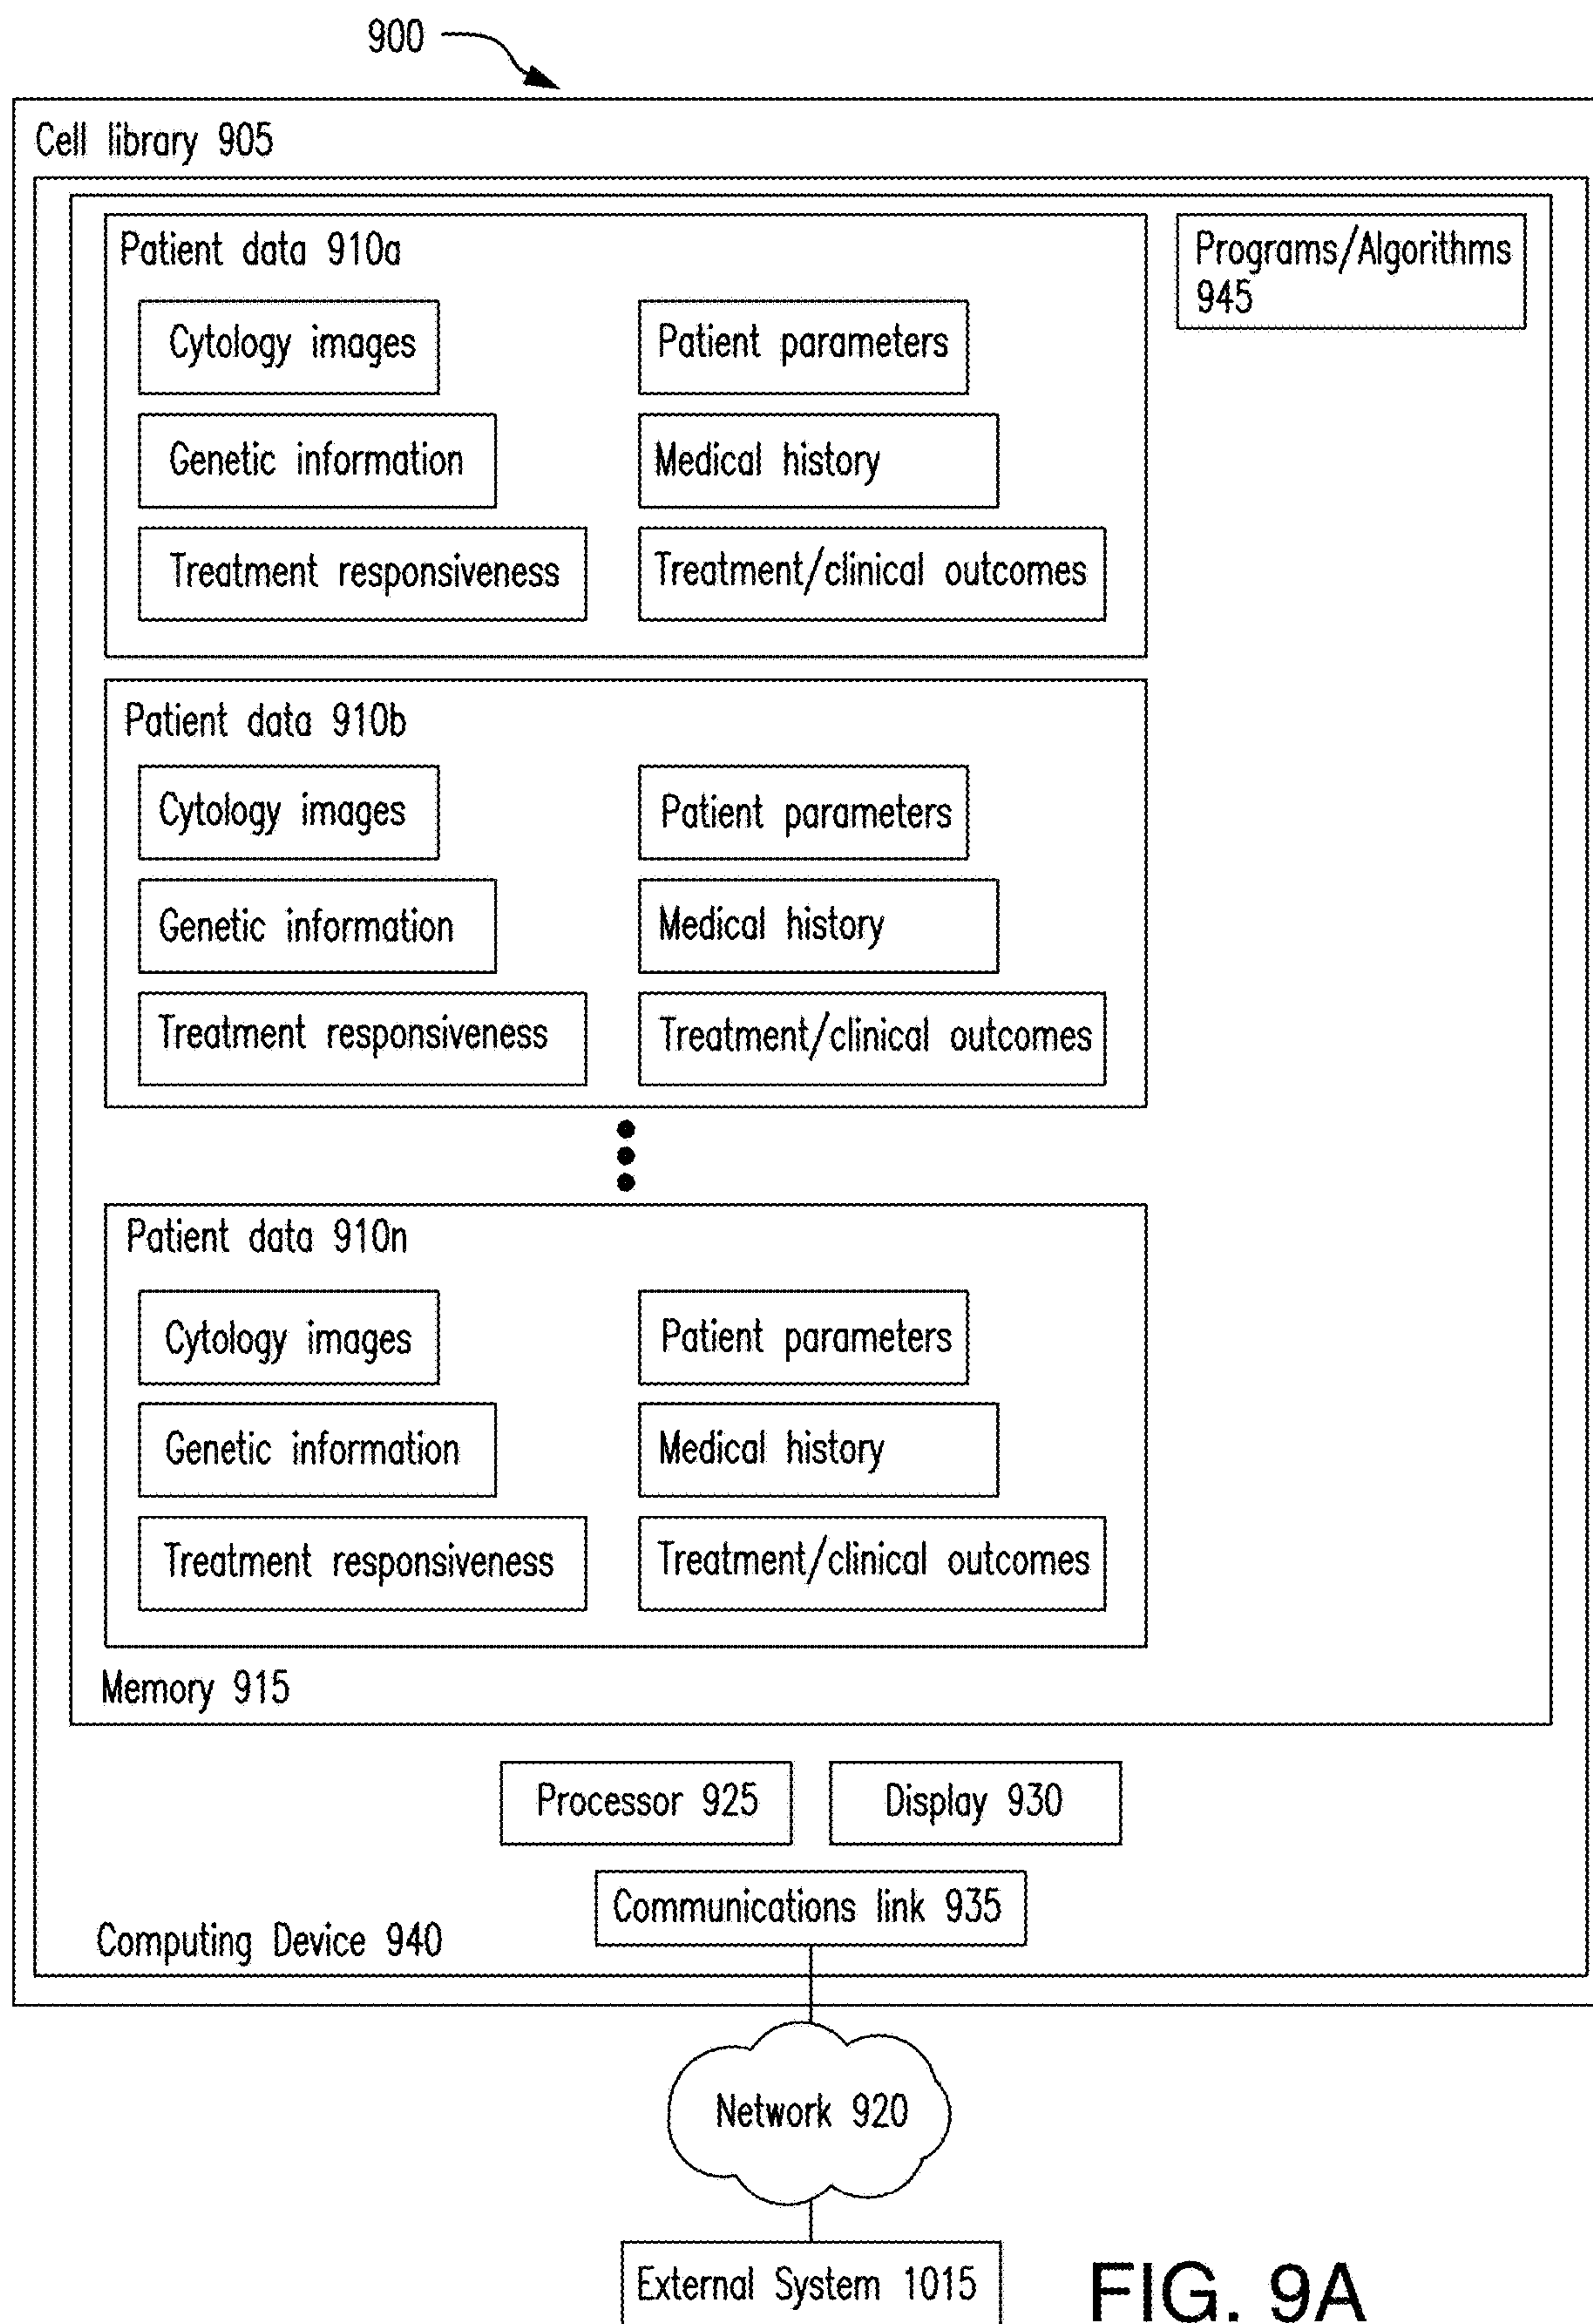 900
Cell library 905
Patient data 910a
Programs/Algorithms
945
Cytology images
Patient parameters
Genetic information
Medical history
Treatment responsiveness
Treatment/clinical outcomes
Patient data 910b
Cytology images
Patient parameters
Genetic information
Medical history
Treatment responsiveness
Treatment/clinical outcomes
Patient data 910n
Cytology images
Patient parameters
Genetic information
Medical history
Treatment responsiveness
Treatment/clinical outcomes
Memory 915
Processor 925
Display 930
Communications link 935
Computing Device 940
Network 920
External System 1015
FIG. 9A